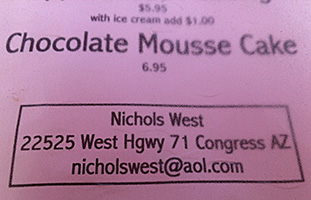 $5.95
with ice cream add $1.00
Chocolate Mousse Cake
6.95
Nichols West
22525 West Hgwy 71 Congress AZ
nicholswest@aol.com